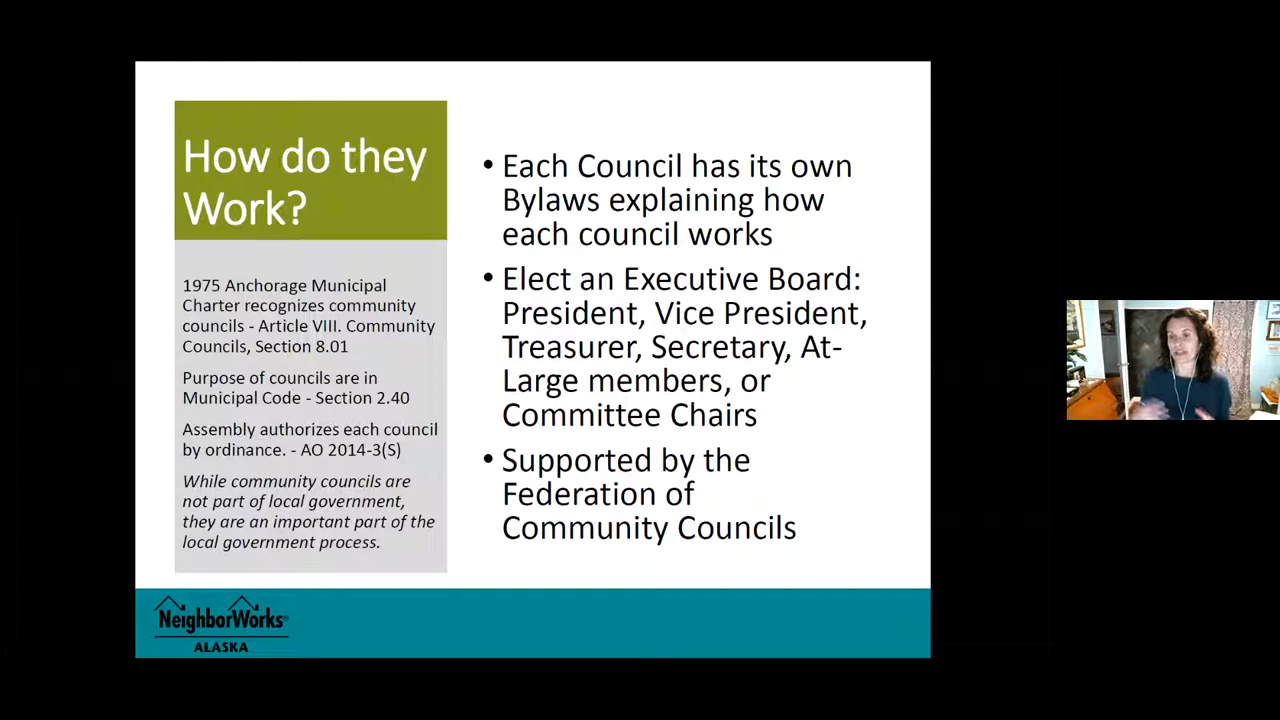 How do they
Work?
1975 Anchorage Municipal
Charter recognizes community
councils - Article VIII. Community
Councils, Section 8.01
Purpose of councils are in
Municipal Code - Section 2.40
Assembly authorizes each council
by ordinance. - AO 2014-3(S)
While community councils are
not part of local government,
they are an important part of the
local government process.
• Each Council has its own
Bylaws explaining how
each council works
• Elect an Executive Board:
President, Vice President,
Treasurer, Secretary, At-
Large members, or
Committee Chairs
• Supported by the
Federation of
Community Councils
NeighborWorks®
ALASKA